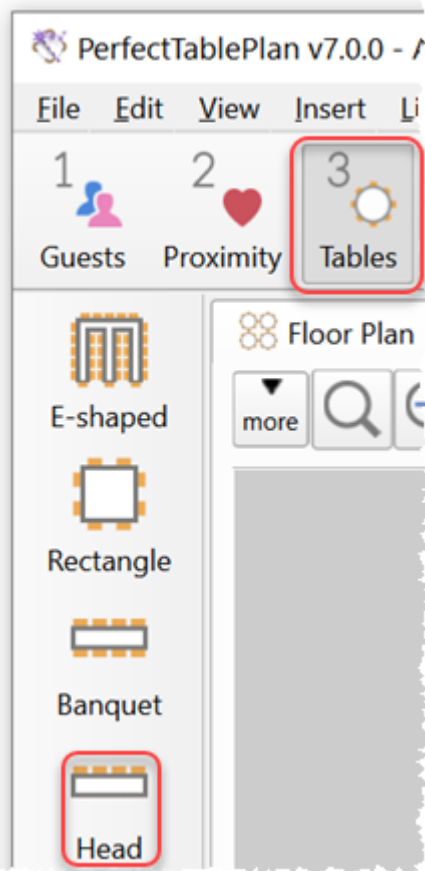 PerfectTablePlan v7.0.0 -
File Edit View Insert
1 2 3
Guests Proximity Tables
E-shaped
Floor Plan
more
Rectangle
Banquet
Head